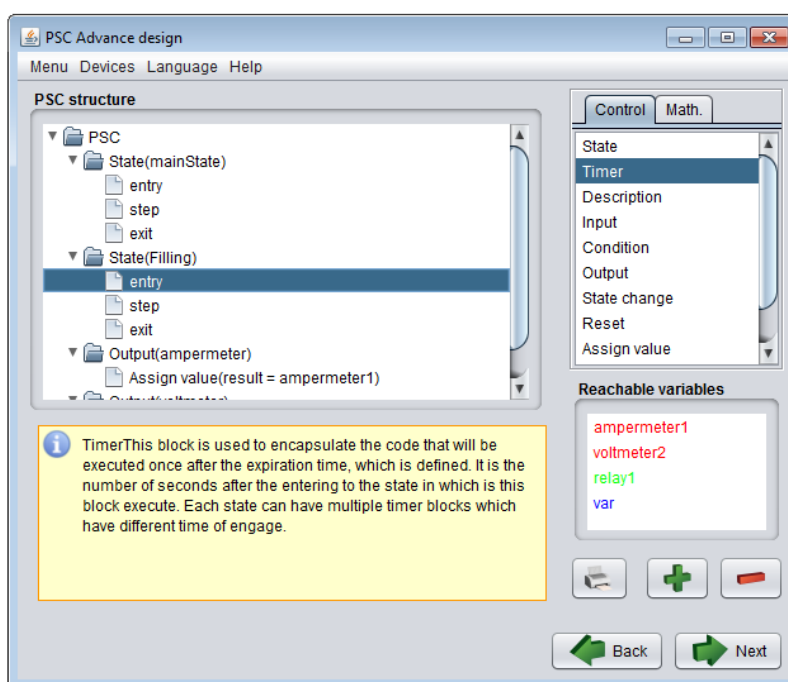 PSC Advance design
Menu Devices Language Help
PSC structure
PSC
State(mainState)
entry
step
exit
State(Filling)
entry
step
exit
Output(ampermeter)
Assign value(result = ampermeter1)
TimerThis block is used to encapsulate the code that will be
executed once after the expiration time, which is defined. It is the
number of seconds after the entering to the state in which is this
block execute. Each state can have multiple timer blocks which
have different time of engage.
Control Math.
State
Timer
Description
Input
Condition
Output
State change
Reset
Assign value
Reachable variables
ampermeter1
voltmeter2
relay1
var
Back Next